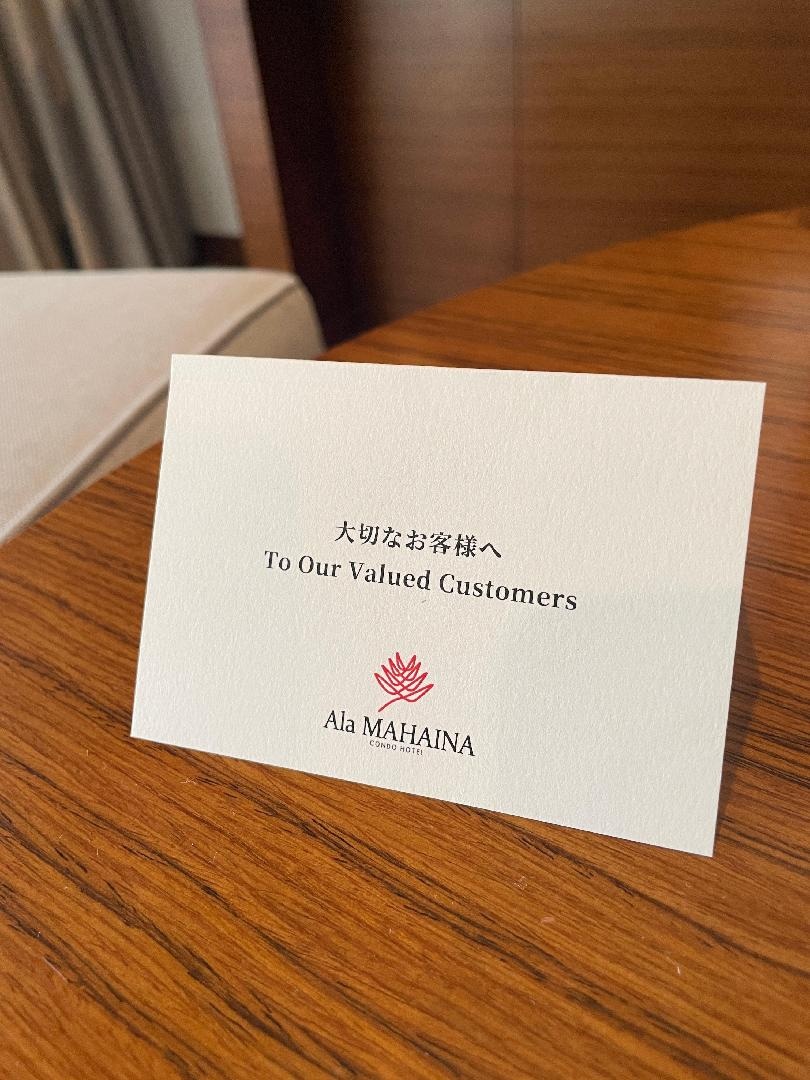 大切なお客様へ
To Our Valued Customers
Ala MAHAINA
CONDO HOTEL